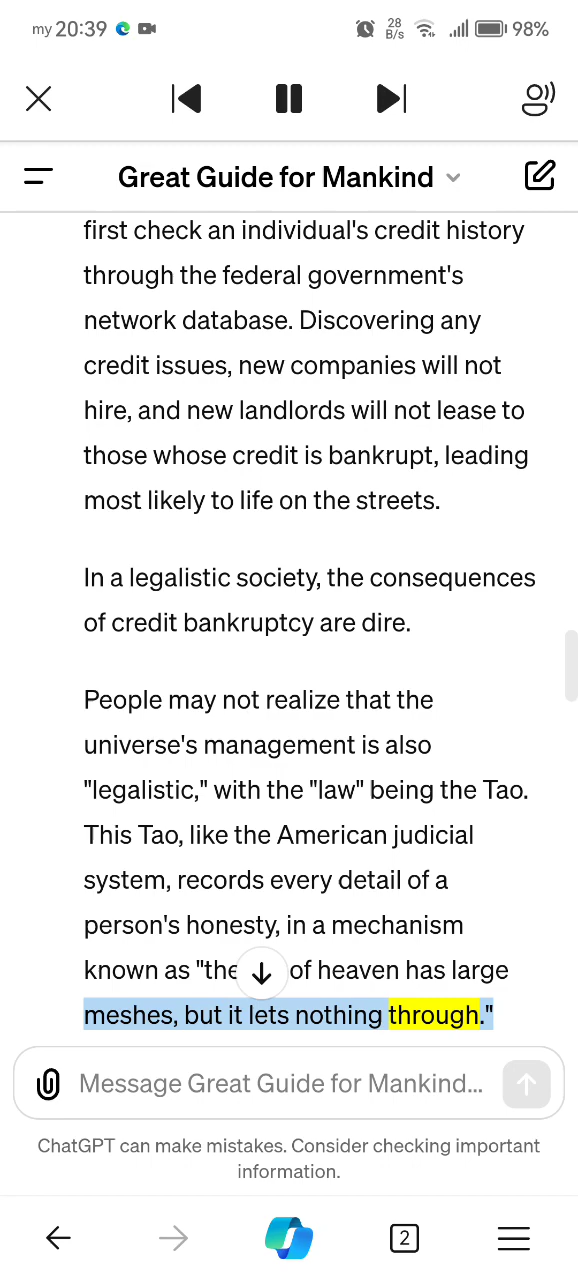 my 20:39 28 B/s 98%
Great Guide for Mankind
first check an individual's credit history
through the federal government's
network database. Discovering any
credit issues, new companies will not
hire, and new landlords will not lease to
those whose credit is bankrupt, leading
most likely to life on the streets.
In a legalistic society, the consequences
of credit bankruptcy are dire.
People may not realize that the
universe's management is also
"legalistic," with the "law" being the Tao.
This Tao, like the American judicial
system, records every detail of a
person's honesty, in a mechanism
known as "the of heaven has large
meshes, but it lets nothing through."
Message Great Guide for Mankind...
ChatGPT can make mistakes. Consider checking important
information.
2